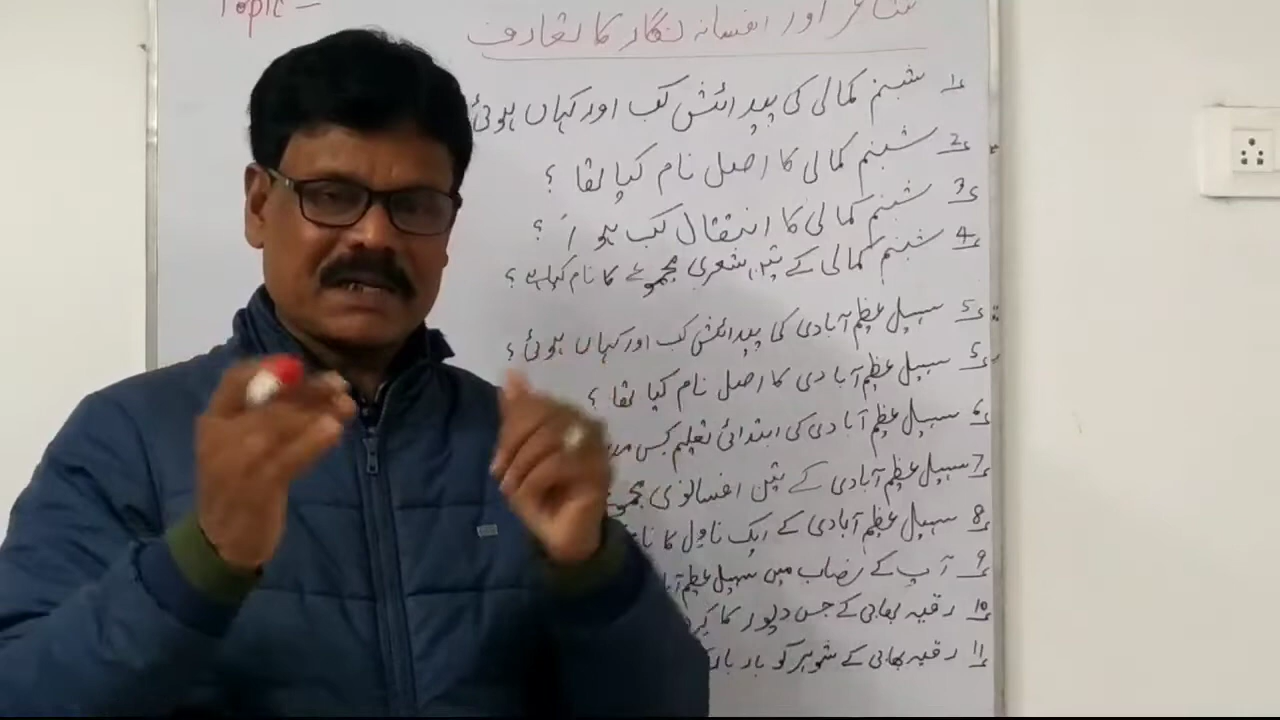 Topic -
شاعر اور افسانہ نگار کا تعارف
1۔ شبنم کمالی کی پیدائش کب اور کہاں ہوئی
2۔ شبنم کمالی کا اصل نام کیا تھا ؟
3۔ شبنم کمالی کا انتقال کب ہوا ؟
4۔ شبنم کمالی کے تین شعری مجموعے کا نام کیا ہے ؟
5۔ سہیل عظیم آبادی کی پیدائش کب اور کہاں ہوئی ؟
5۔ سہیل عظیم آبادی کا اصل نام کیا تھا ؟
6۔ سہیل عظیم آبادی کی ابتدائی تعلیم کس
7۔ سہیل عظیم آبادی کے تین افسانوی
8۔ سہیل عظیم آبادی کے ایک ناول کا
9۔ آپ کے نصاب میں سہیل عظیم
10۔ رقیہ بھابی کے جس دیور کا
11۔ رقیہ بھابی کے شوہر کو بار بار